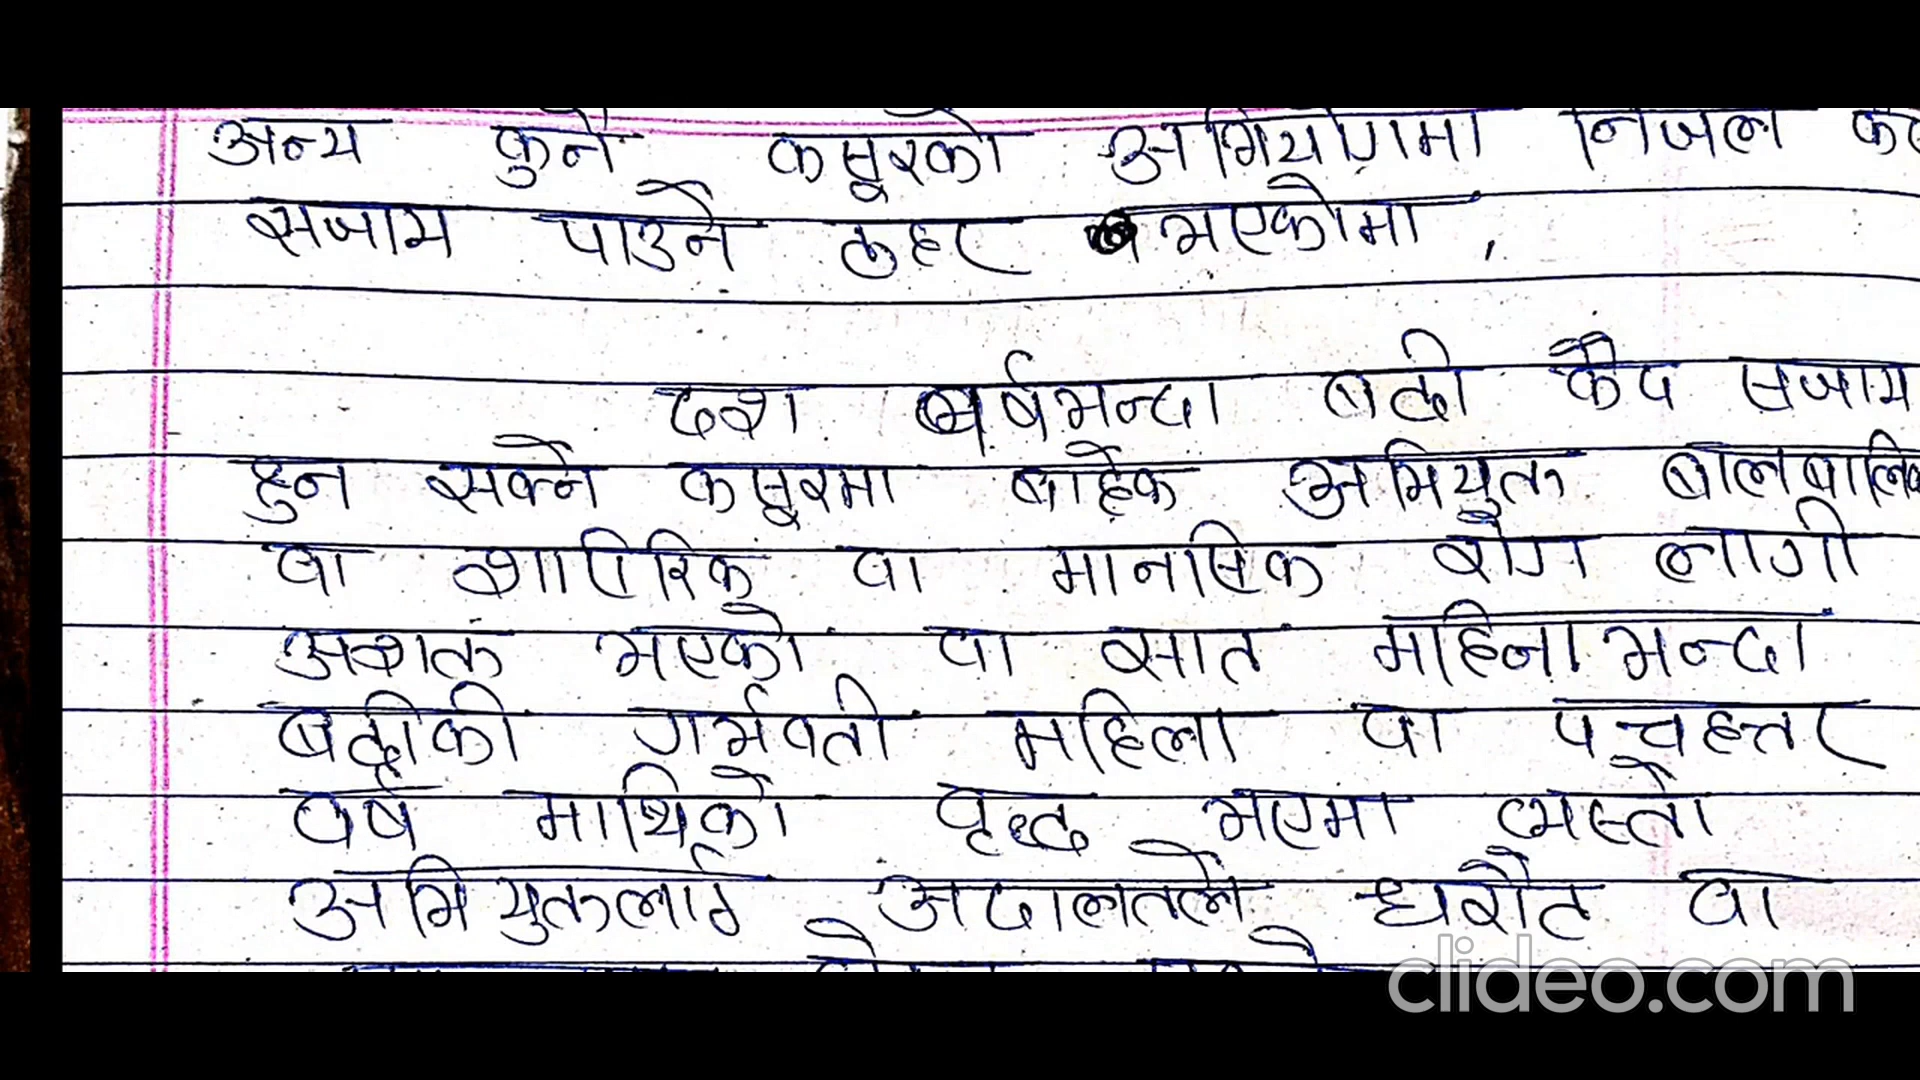 अन्य कुनै कसूरको अभियोगमा निजले
सजाय पाउने ठहर भएकोमा,
दश बर्षभन्दा बढी कैद सजाय
हुन सक्ने कसूरमा बाहेक अभियुक्त
वा शारिरिक वा मानसिक रोग लागी
अशक्त भएको वा सात महिना भन्दा
बढीकी गर्भवती महिला वा पचहत्तर
वर्ष माथिको वृद्ध भएमा त्यस्तो
अभियुक्तलाई अदालतले धरौट वा
clideo.com